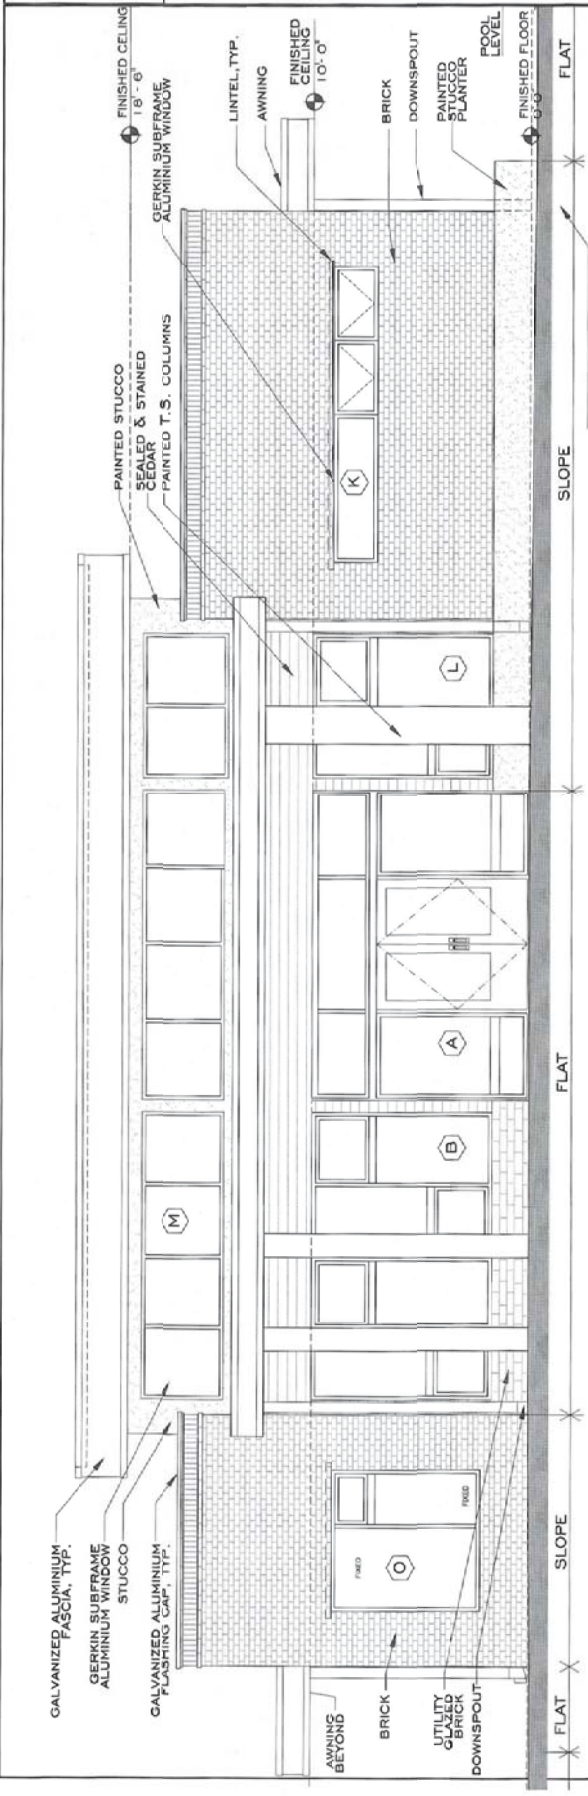 GALVANIZED ALUMINIUM
FASCIA, TYP.
GERKIN SUBFRAME
ALUMINIUM WINDOW
STUCCO
GALVANIZED ALUMINIUM
FLASHING CAP, TYP.
AWNING
BEYOND
BRICK
UTILITY
GLAZED
BRICK
DOWNSPOUT
FIXED
O
FIXED
M
B
A
L
K
PAINTED STUCCO
SEALED & STAINED
CEDAR
PAINTED T.S. COLUMNS
GERKIN SUBFRAME
ALUMINIUM WINDOW
FINISHED CELING
18'-6"
LINTEL, TYP.
AWNING
FINISHED
CEILING
10'-0"
BRICK
DOWNSPOUT
PAINTED
STUCCO
PLANTER
POOL
LEVEL
FINISHED FLOOR
FLAT
SLOPE
FLAT
SLOPE
FLAT